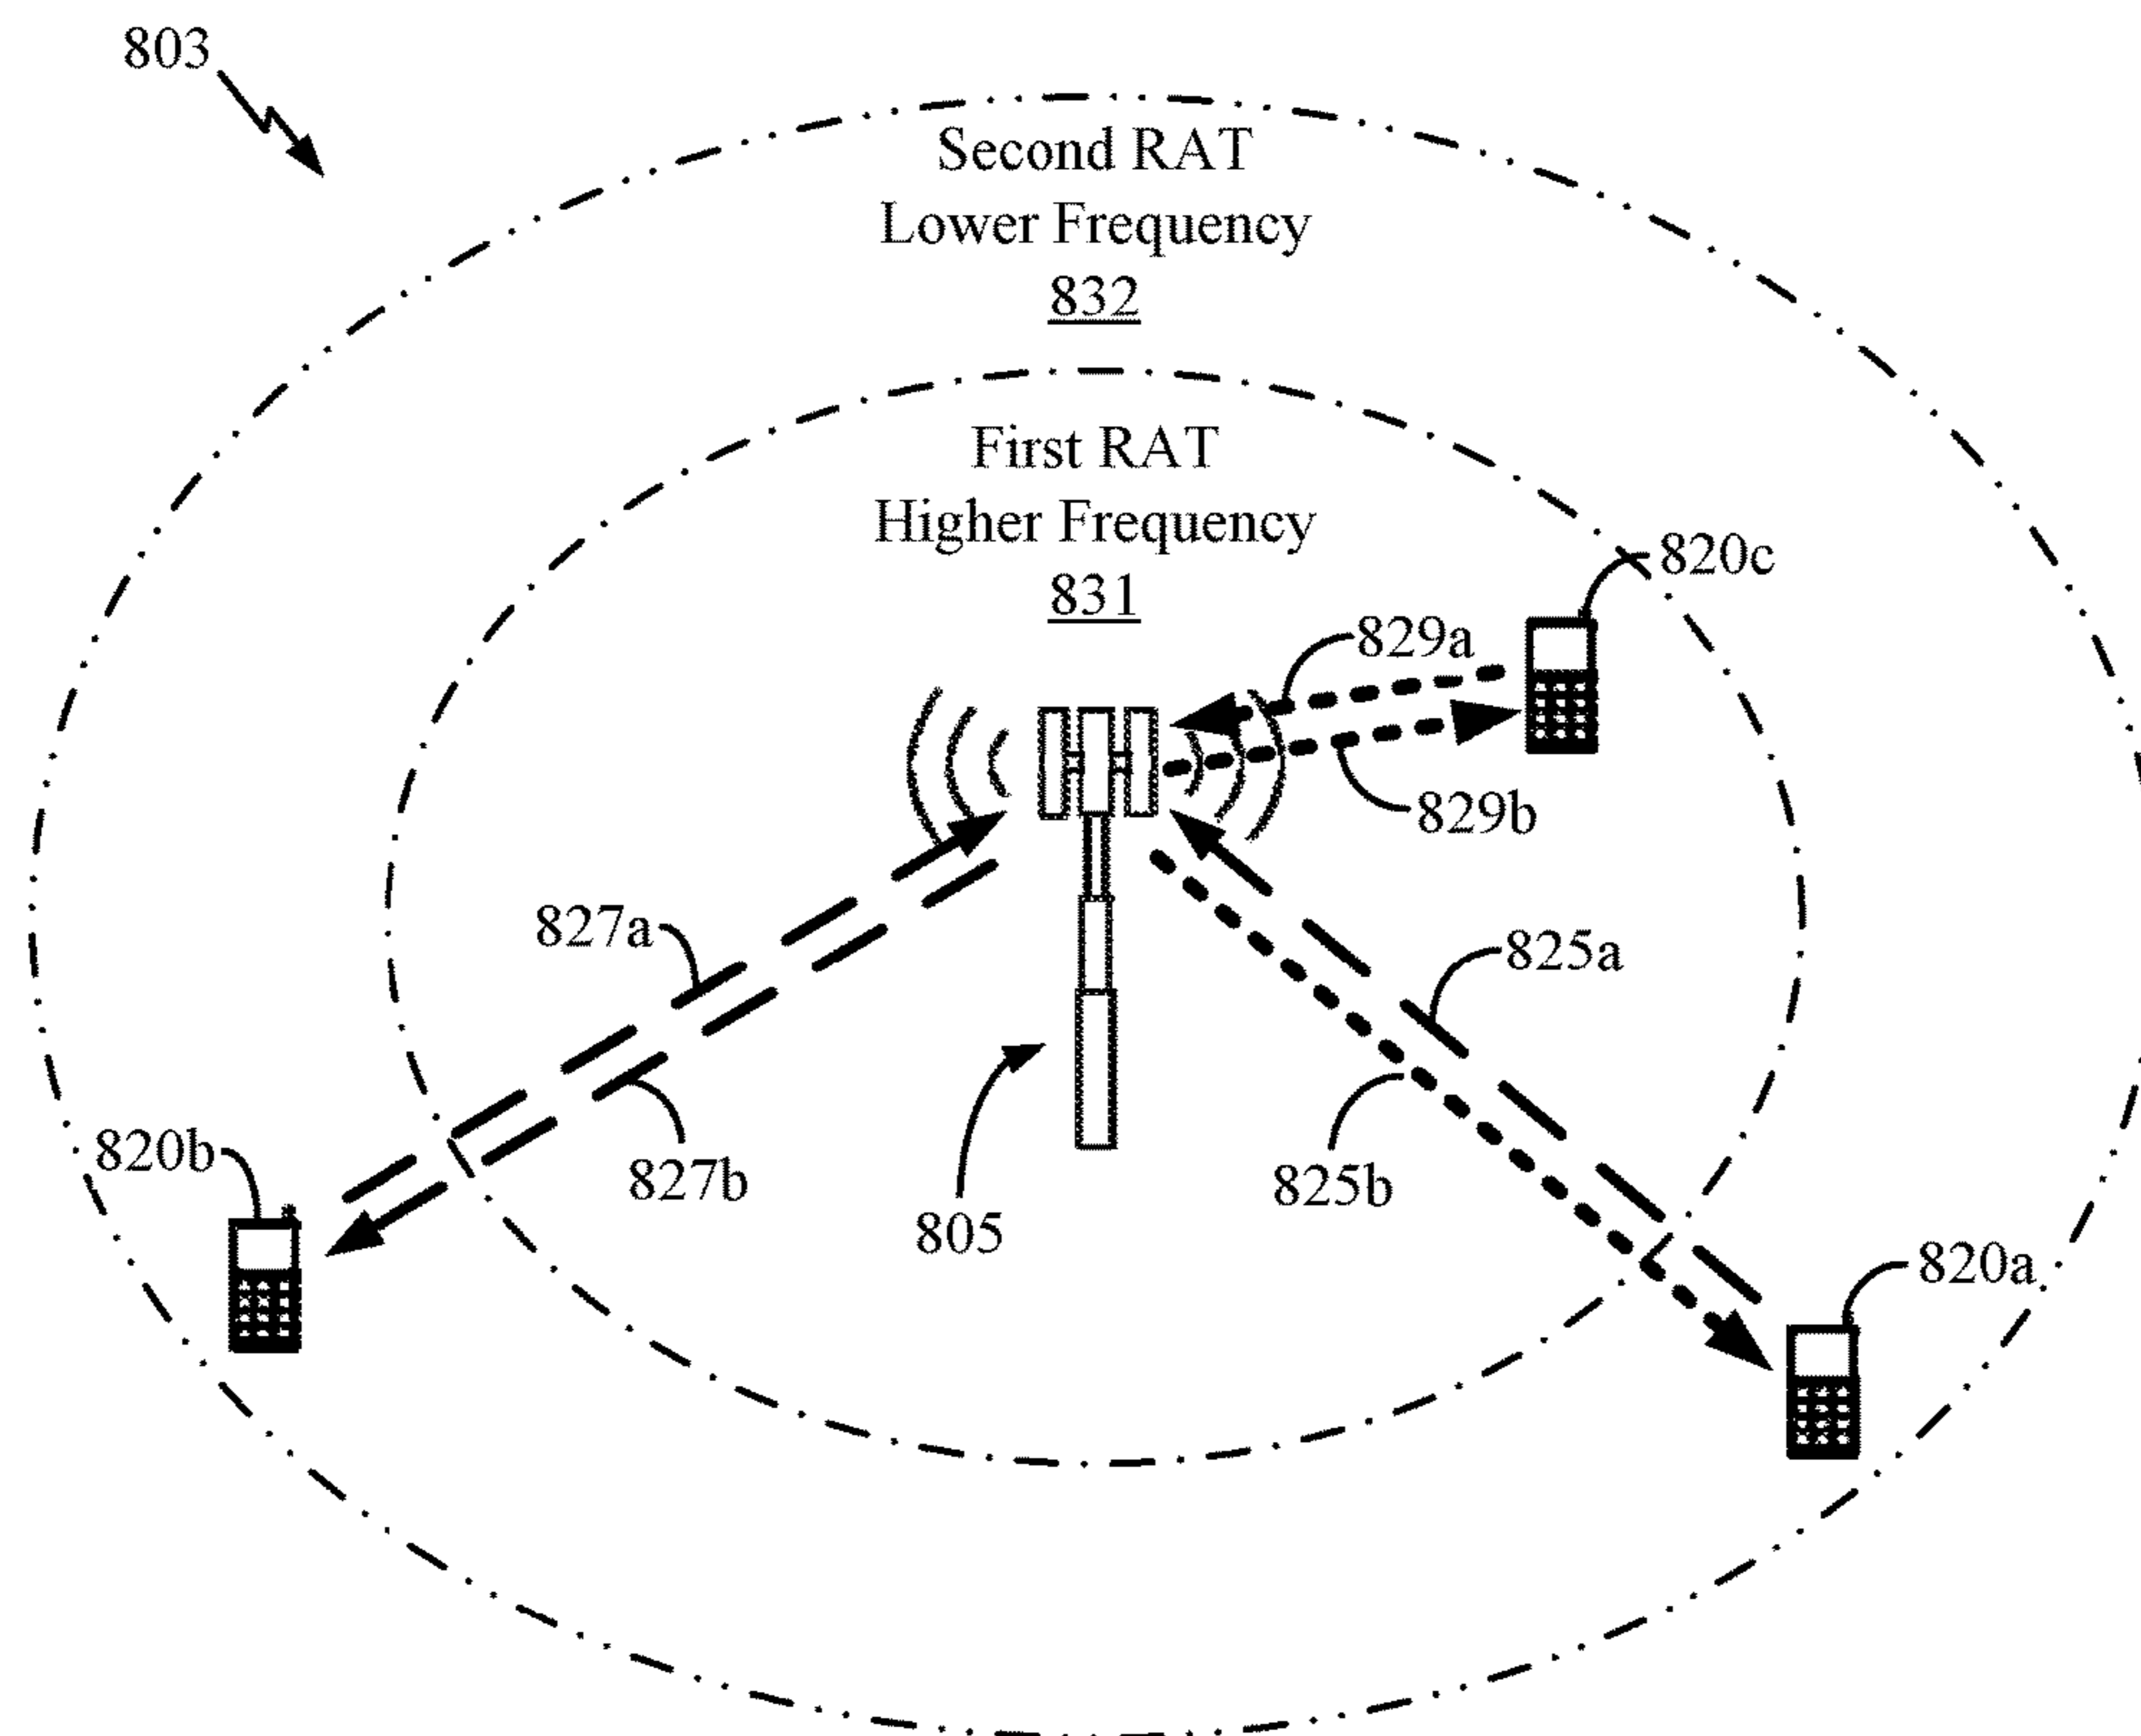 803
Second RAT
Lower Frequency
832
First RAT
Higher Frequency
831
820c
829a
829b
827a
825a
820b
827b
825b
805
820a